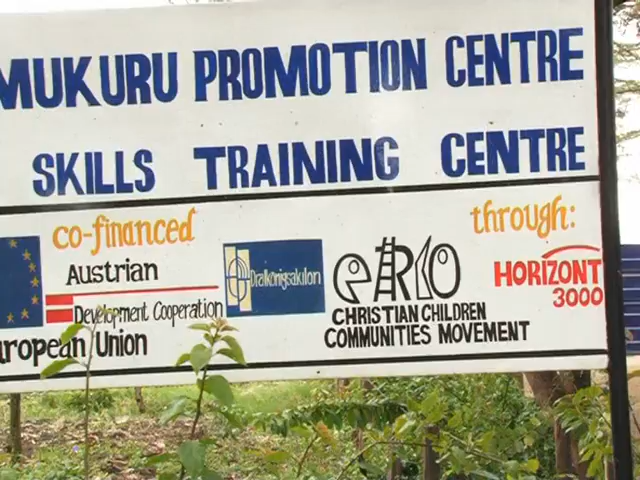 MUKURU PROMOTION CENTRE
SKILLS TRAINING CENTRE
co-financed
through:
Austrian
Development Cooperation
uropean Union
Dralkönigsakilon
eRKO
CHRISTIAN CHILDREN
COMMUNITIES MOVEMENT
HORIZONT
3000